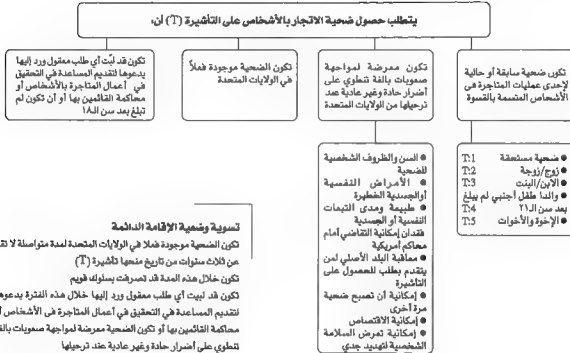 يتطلب حصول ضحية الاتجار بالأشخاص على التأشيرة (T) أن:
تكون ضحية سابقة أو حالية
لإحدى عمليات المتاجرة في
الأشخاص المتسمة بالقسوة
تكون معرضة لمواجهة
صعوبات بالغة تنطوي على
أضرار حادة وغير عادية عند
ترحيلها من الولايات المتحدة
تكون الضحية موجودة فعلاً
في الولايات المتحدة
تكون قد لبّت أي طلب معقول ورد إليها
يدعوها لتقديم المساعدة في التحقيق
في أعمال المتاجرة بالأشخاص أو
محاكمة القائمين بها أو أن تكون لم
تبلغ بعد سن الـ١٨
● ضحية مستحقة T:1
● زوج/زوجة T:2
● الابن/البنت T:3
● والدا طفل أجنبي لم يبلغ
بعد سن الـ٢١ T:4
● الإخوة والأخوات T:5
● السن والظروف الشخصية
للضحية
● الأمراض النفسية
أوالجسدية الخطيرة
● طبيعة ومدى التبعات
النفسية أو الجسدية
فقدان إمكانية التقاضي أمام
محاكم أمريكية
● معاقبة البلد الأصلي لمن
يتقدم بطلب للحصول على
التأشيرة
● إمكانية أن تصبح ضحية
مرة أخرى
● إمكانية الاقتصاص
● إمكانية تعرض السلامة
الشخصية لتهديد جدي
تسوية وضعية الإقامة الدائمة
تكون الضحية موجودة فعلا في الولايات المتحدة لمدة متواصلة لا تقل
عن ثلاث سنوات من تاريخ منحها تأشيرة (T)
تكون خلال هذه المدة قد تصرفت بسلوك قويم
تكون قد لبيت أي طلب معقول ورد إليها خلال هذه الفترة يدعوها
لتقديم المساعدة في التحقيق في أعمال المتاجرة في الأشخاص أو
محاكمة القائمين بها أو تكون الضحية معرضة لمواجهة صعوبات بالغة
تنطوي على أضرار حادة وغير عادية عند ترحيلها